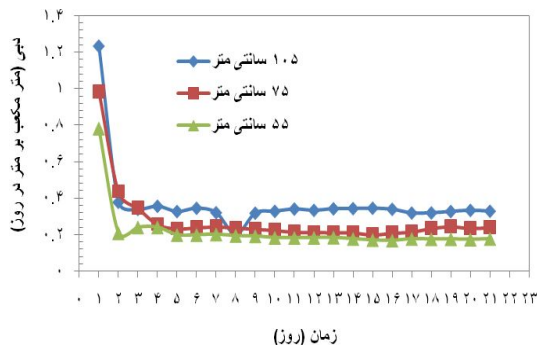 دبی (متر مکعب بر متر در روز)
۱.۴
۱.۲
۱
۰.۸
۰.۶
۰.۴
۰.۲
۰
۱۰۵ سانتی متر
۷۵ سانتی متر
۵۵ سانتی متر
۰ ۱ ۲ ۳ ۴ ۵ ۶ ۷ ۸ ۹ ۱۰ ۱۱ ۱۲ ۱۳ ۱۴ ۱۵ ۱۶ ۱۷ ۱۸ ۱۹ ۲۰ ۲۱ ۲۲ ۲۳
زمان (روز)